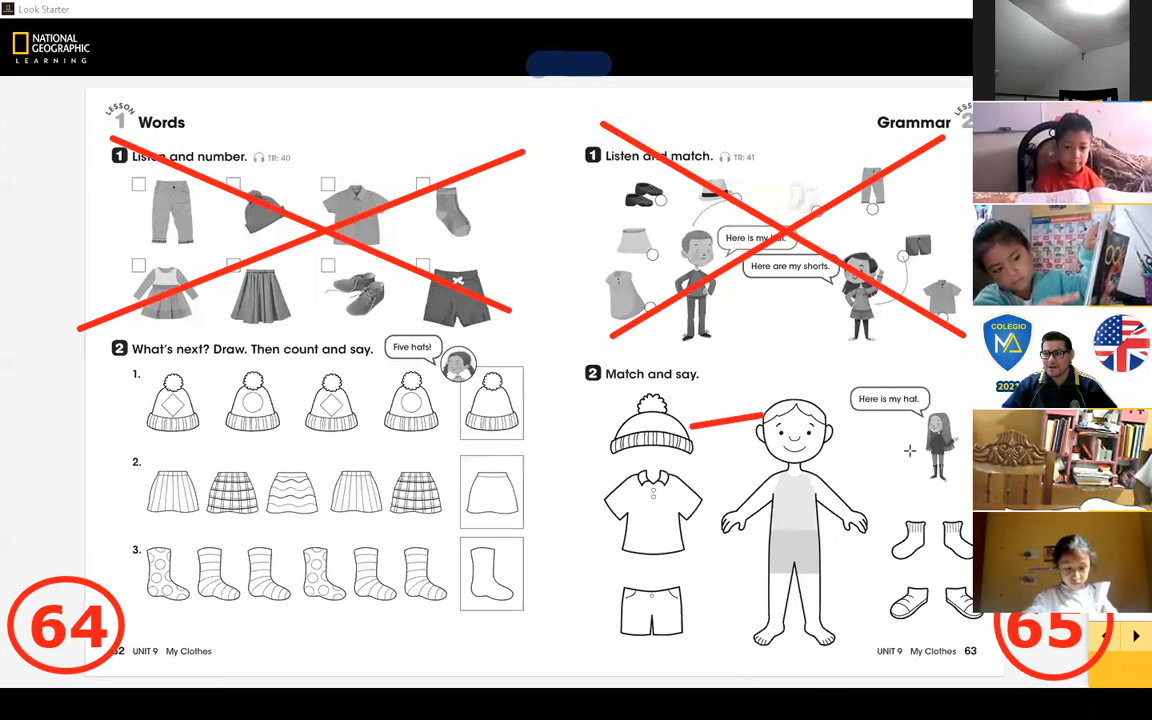 Look Starter
NATIONAL
GEOGRAPHIC
LEARNING
LESSON
1 Words
1 Listen and number. TR: 40
2 What's next? Draw. Then count and say.
Five hats!
1.
2.
3.
64
UNIT 9 My Clothes
Grammar
2
1 Listen and match. TR: 41
Here is my hat.
Here are my shorts.
2 Match and say.
Here is my hat.
UNIT 9 My Clothes 63
65
COLEGIO
2021